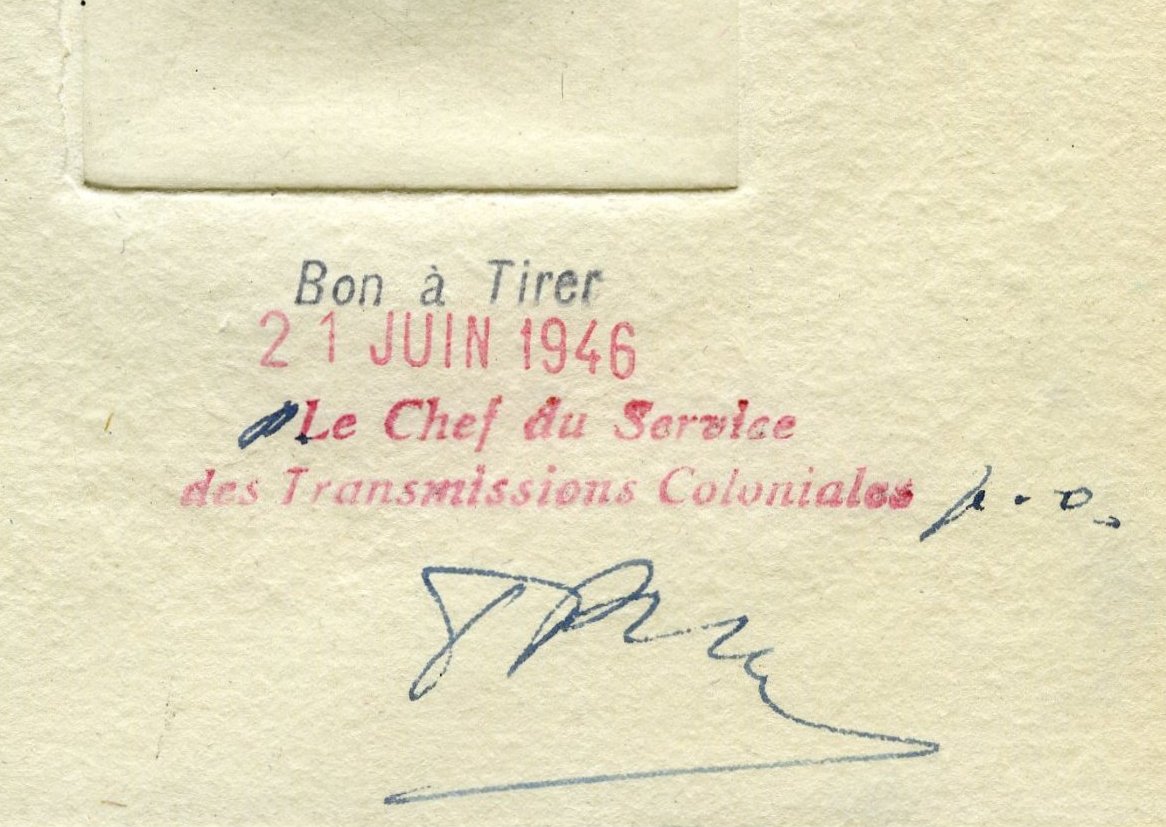 Bon à Tirer
21 JUIN 1946
Le Chef du Service
des Transmissions Coloniales p.o.